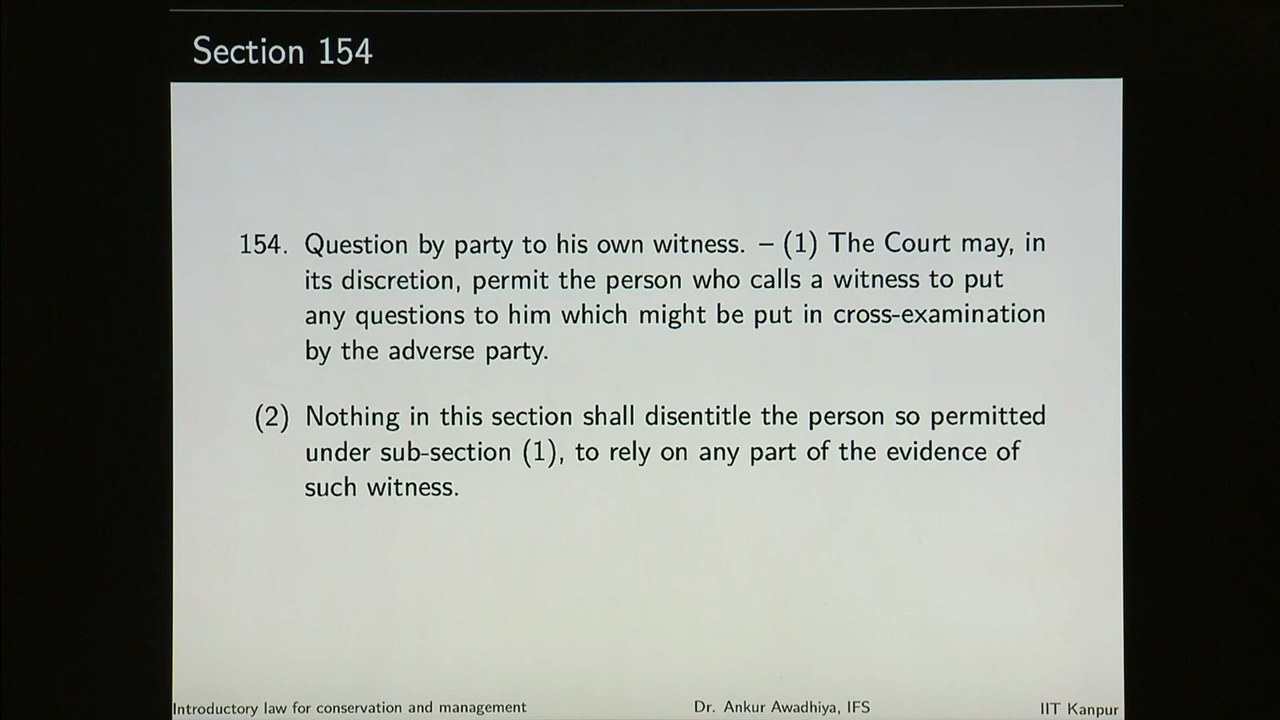 Section 154
154. Question by party to his own witness. – (1) The Court may, in
its discretion, permit the person who calls a witness to put
any questions to him which might be put in cross-examination
by the adverse party.
(2) Nothing in this section shall disentitle the person so permitted
under sub-section (1), to rely on any part of the evidence of
such witness.
Introductory law for conservation and management Dr. Ankur Awadhiya, IFS IIT Kanpur